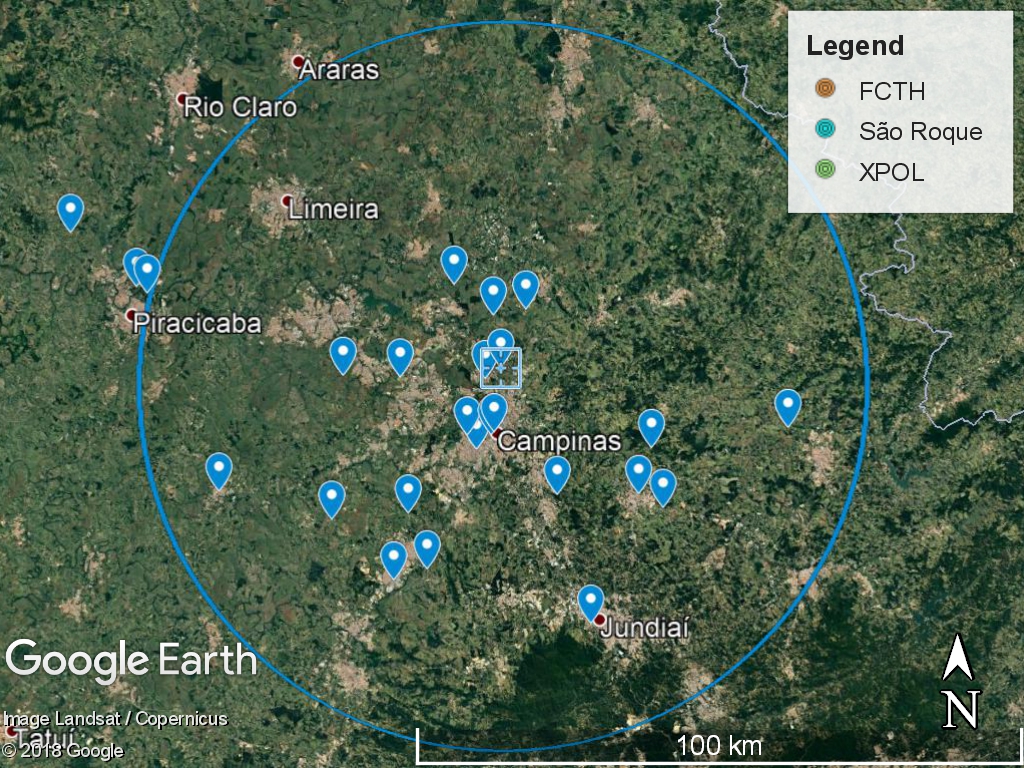 Legend
FCTH
São Roque
XPOL
Araras
Rio Claro
Limeira
Piracicaba
Campinas
Jundiaí
Google Earth
Image Landsat / Copernicus
Tatuí
© 2018 Google
100 km
N